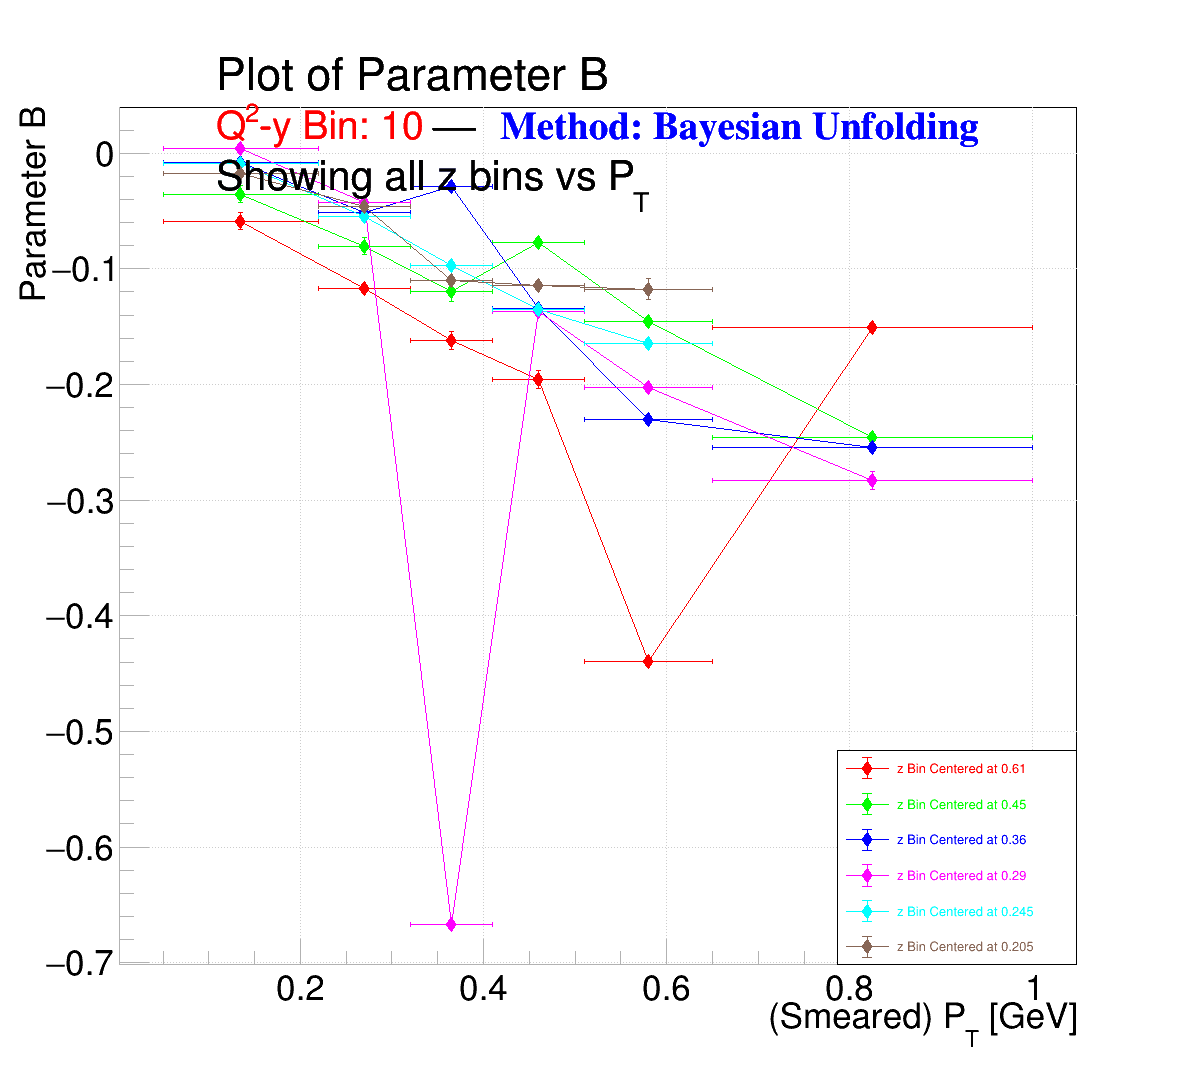 Plot of Parameter B
Q²-y Bin: 10 — Method: Bayesian Unfolding
Showing all z bins vs P_T
Parameter B
0
−0.1
−0.2
−0.3
−0.4
−0.5
−0.6
−0.7
z Bin Centered at 0.61
z Bin Centered at 0.45
z Bin Centered at 0.36
z Bin Centered at 0.29
z Bin Centered at 0.245
z Bin Centered at 0.205
0.2 0.4 0.6 0.8 1
(Smeared) P_T [GeV]